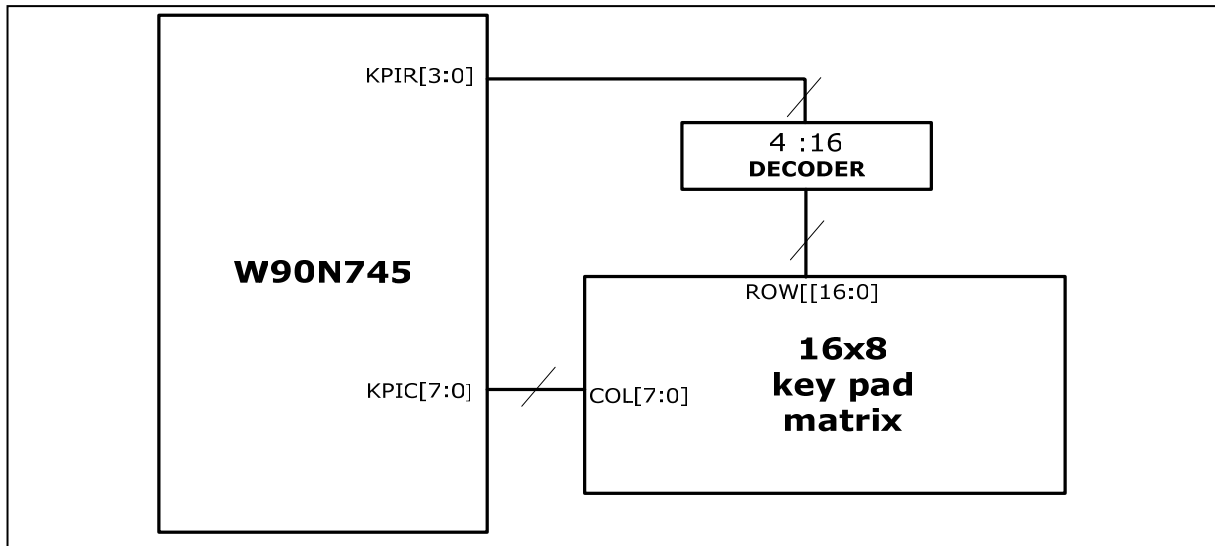 KPIR[3:0]
4 :16
DECODER
W90N745
ROW[[16:0]
16x8
key pad
matrix
KPIC[7:0]
COL[7:0]